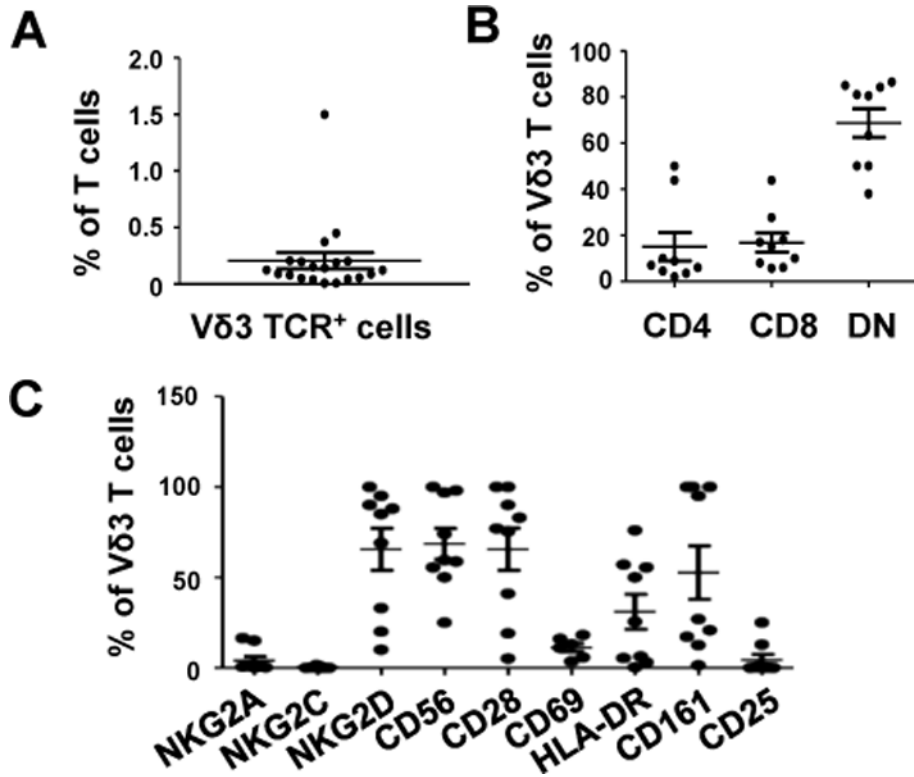 A
% of T cells
2.0
1.5
1.0
0.5
0
Vδ3 TCR⁺ cells
B
% of Vδ3 T cells
100
80
60
40
20
0
CD4 CD8 DN
C
% of Vδ3 T cells
150
100
50
0
NKG2A
NKG2C
NKG2D
CD56
CD28
CD69
HLA-DR
CD161
CD25